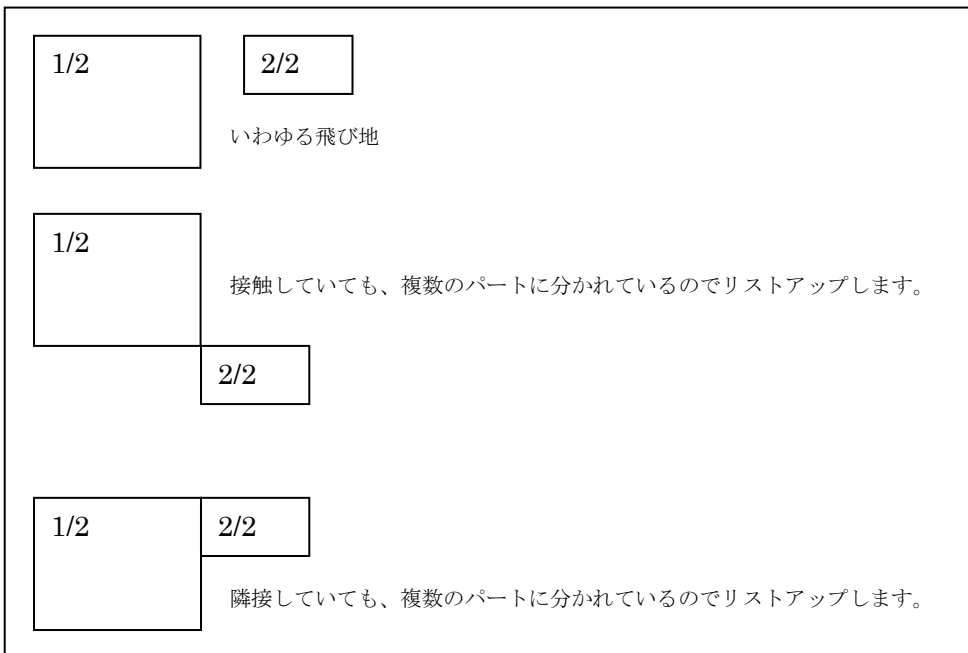 1/2
2/2
いわゆる飛び地
1/2
接触していても、複数のパートに分かれているのでリストアップします。
2/2
1/2
2/2
隣接していても、複数のパートに分かれているのでリストアップします。